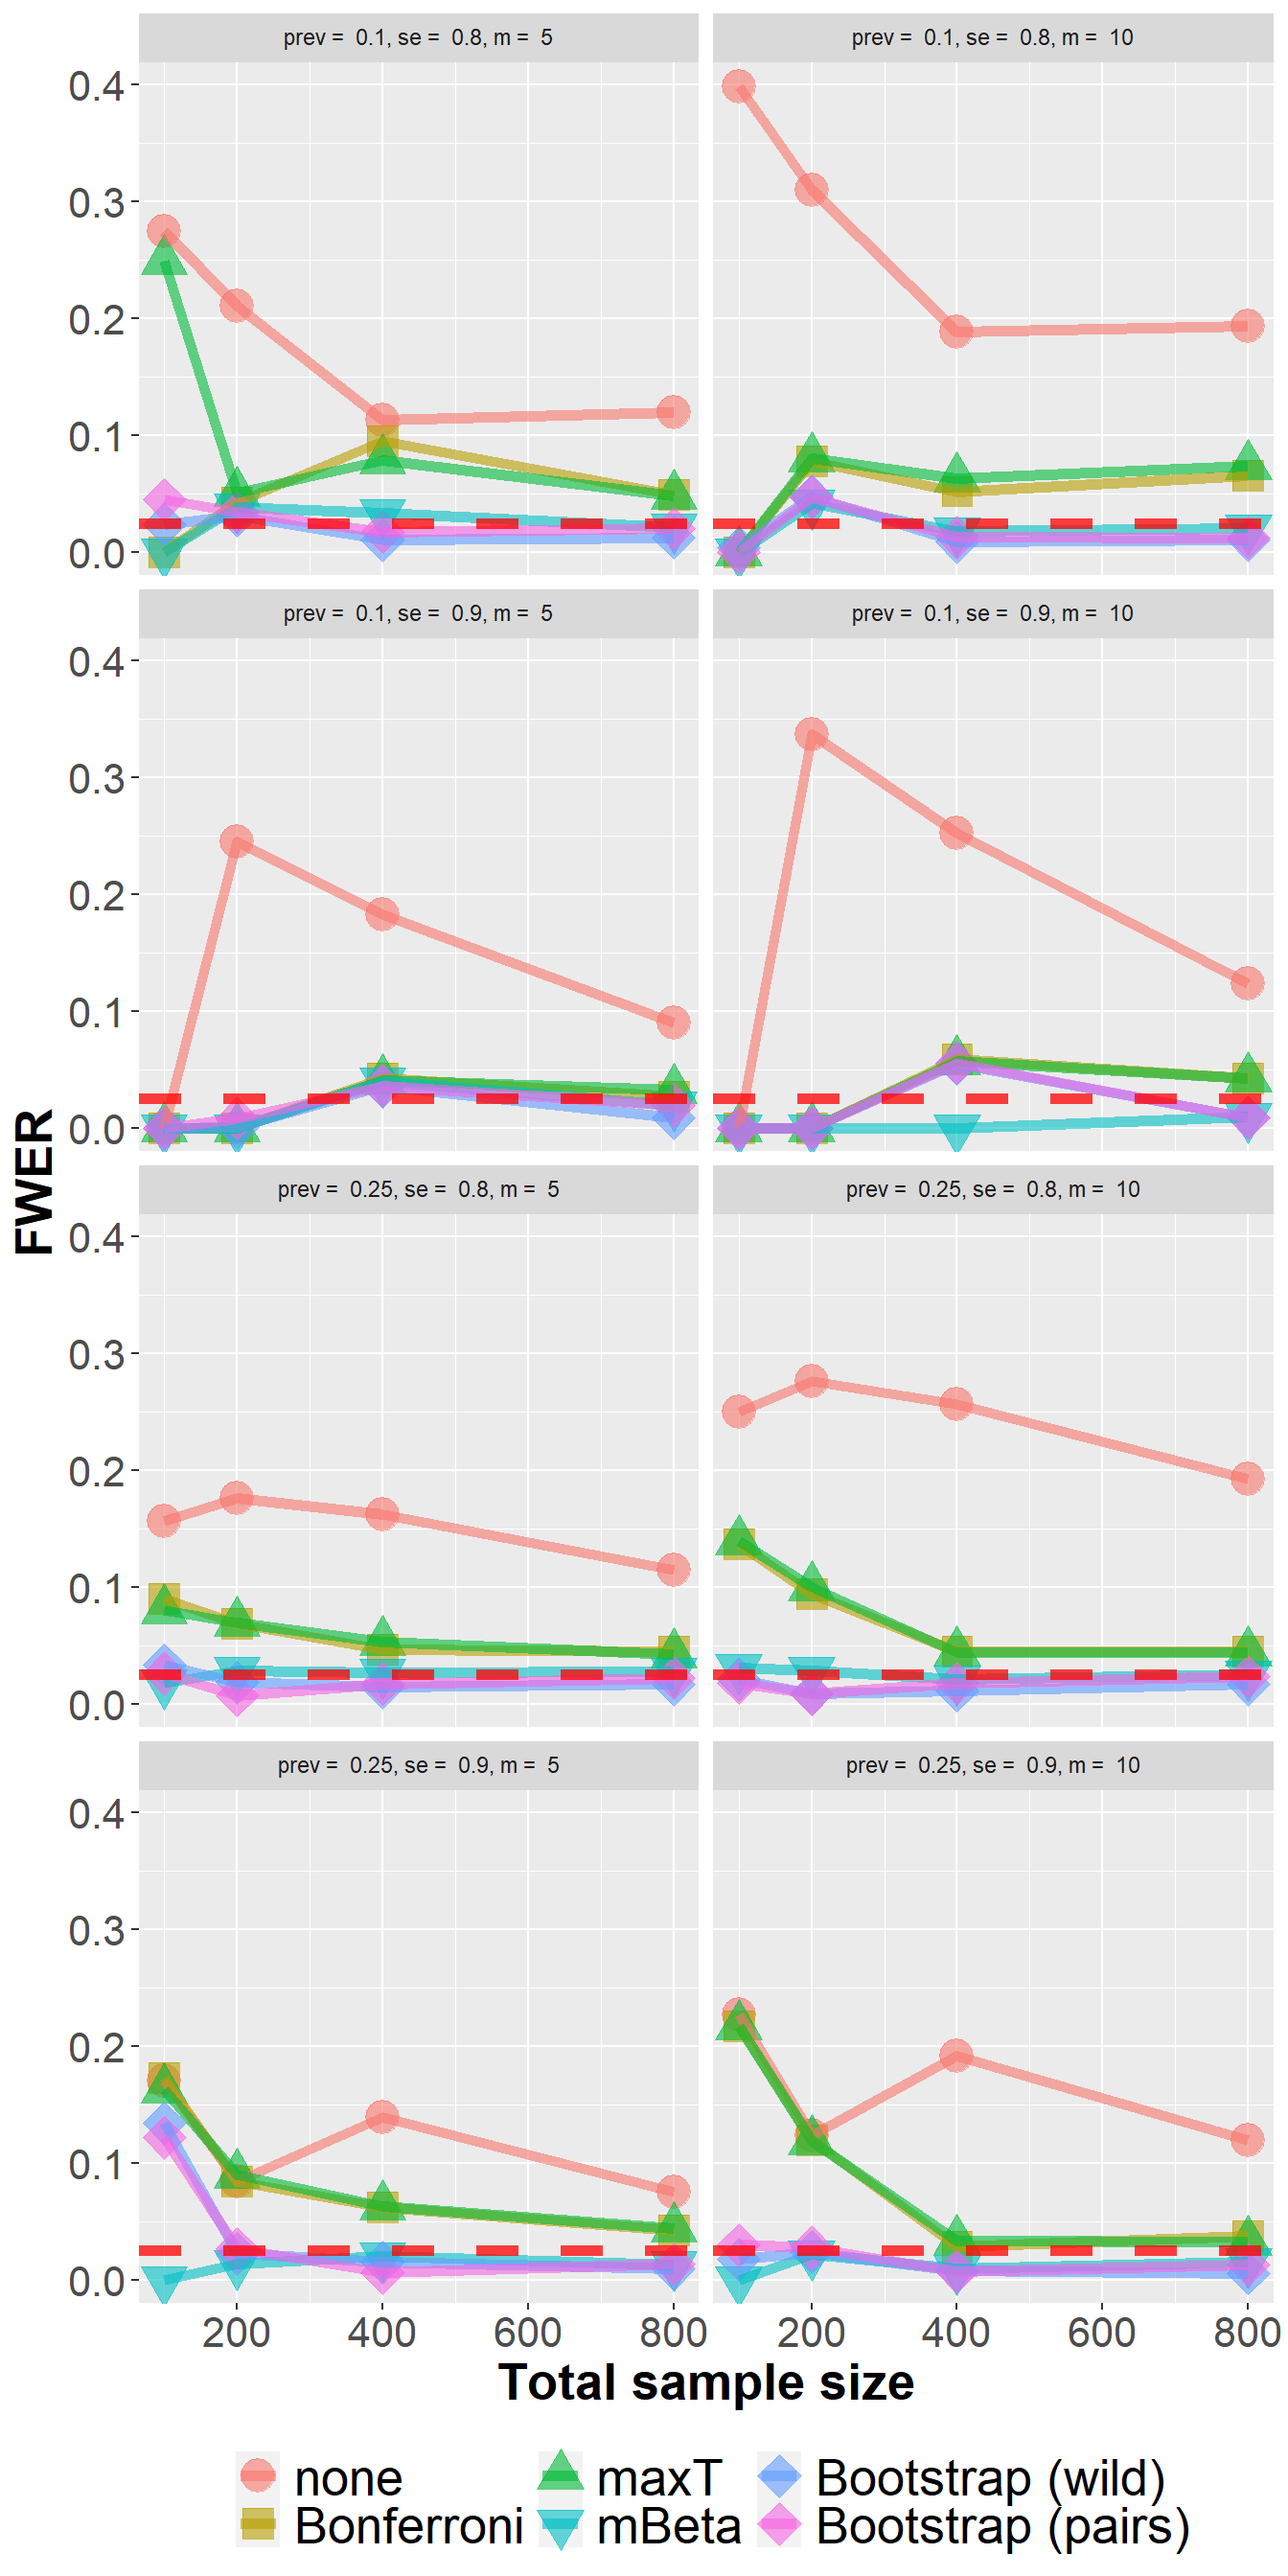 prev =  0.1, se =  0.8, m =  5
prev =  0.1, se =  0.8, m =  10
0.4
0.3
0.2
0.1
0.0
prev =  0.1, se =  0.9, m =  5
prev =  0.1, se =  0.9, m =  10
0.4
0.3
0.2
0.1
0.0
FWER
prev =  0.25, se =  0.8, m =  5
prev =  0.25, se =  0.8, m =  10
0.4
0.3
0.2
0.1
0.0
prev =  0.25, se =  0.9, m =  5
prev =  0.25, se =  0.9, m =  10
0.4
0.3
0.2
0.1
0.0
200 400 600 800 200 400 600 800
Total sample size
none maxT Bootstrap (wild)
Bonferroni mBeta Bootstrap (pairs)